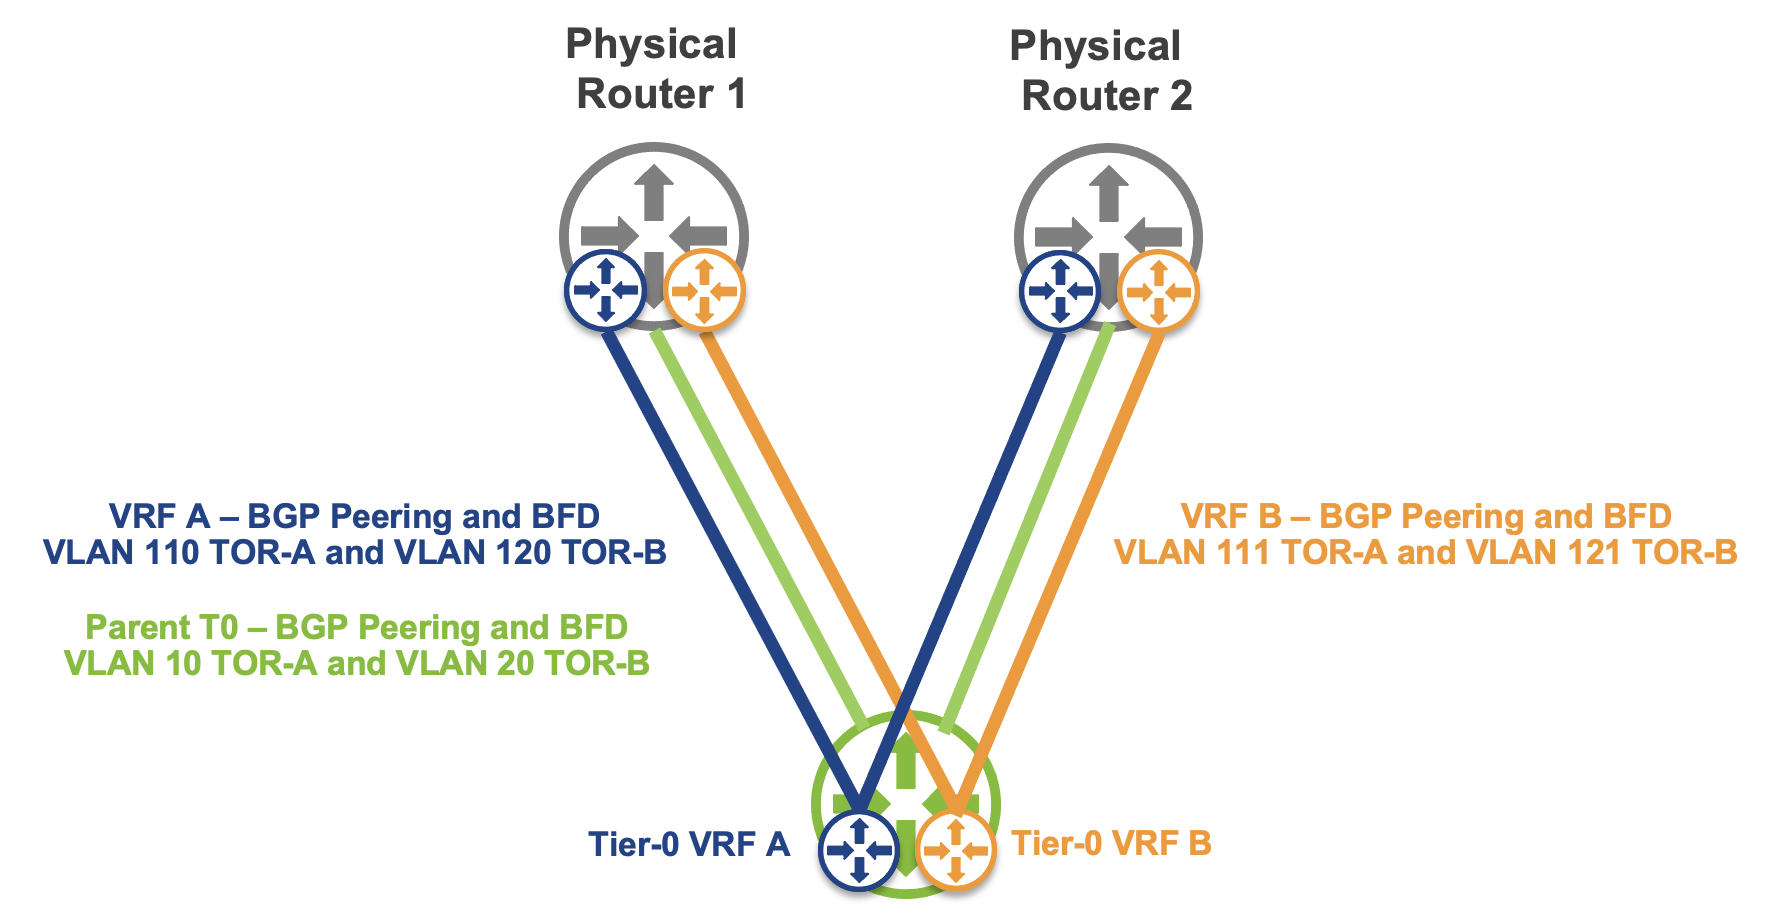 Physical
Router 1
Physical
Router 2
VRF A – BGP Peering and BFD
VLAN 110 TOR-A and VLAN 120 TOR-B
VRF B – BGP Peering and BFD
VLAN 111 TOR-A and VLAN 121 TOR-B
Parent T0 – BGP Peering and BFD
VLAN 10 TOR-A and VLAN 20 TOR-B
Tier-0 VRF A
Tier-0 VRF B